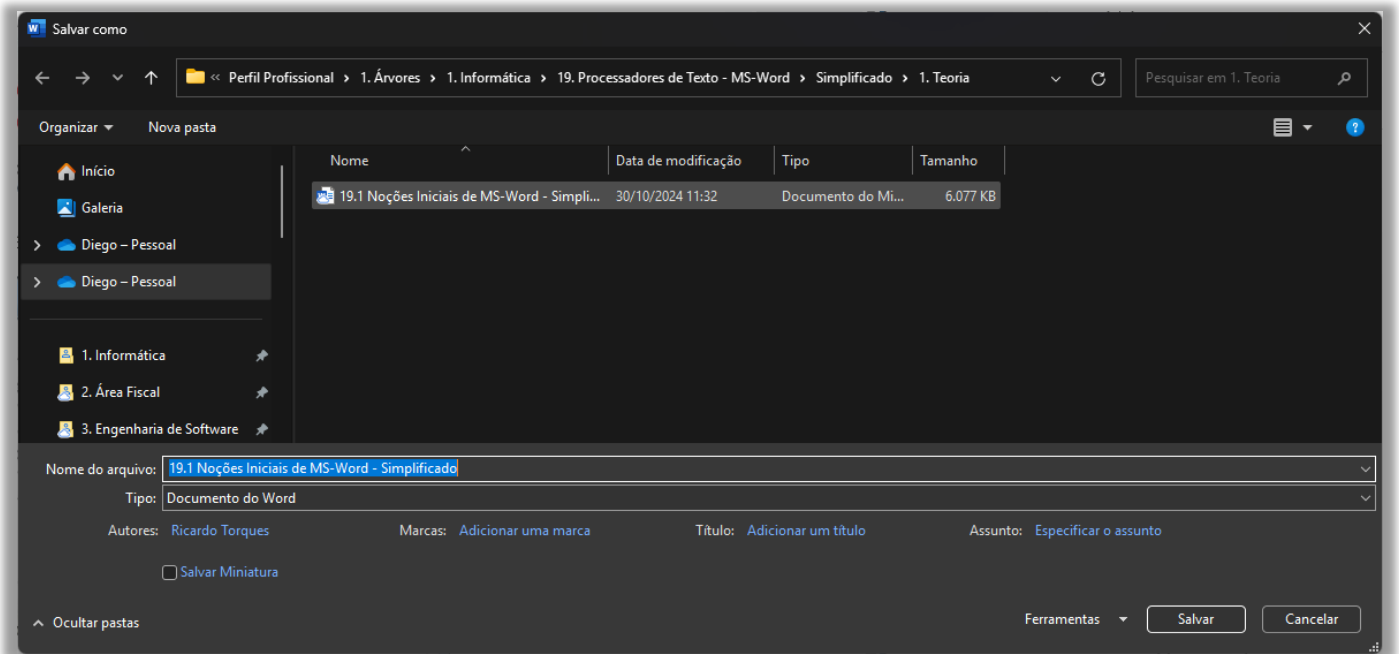 Salvar como
« Perfil Profissional › 1. Árvores › 1. Informática › 19. Processadores de Texto - MS-Word › Simplificado › 1. Teoria
Pesquisar em 1. Teoria
Organizar Nova pasta
Nome Data de modificação Tipo Tamanho
19.1 Noções Iniciais de MS-Word - Simpli... 30/10/2024 11:32 Documento do Mi... 6.077 KB
Início
Galeria
Diego – Pessoal
Diego – Pessoal
1. Informática
2. Área Fiscal
3. Engenharia de Software
Nome do arquivo: 19.1 Noções Iniciais de MS-Word - Simplificado
Tipo: Documento do Word
Autores: Ricardo Torques Marcas: Adicionar uma marca Título: Adicionar um título Assunto: Especificar o assunto
Salvar Miniatura
Ocultar pastas Ferramentas Salvar Cancelar